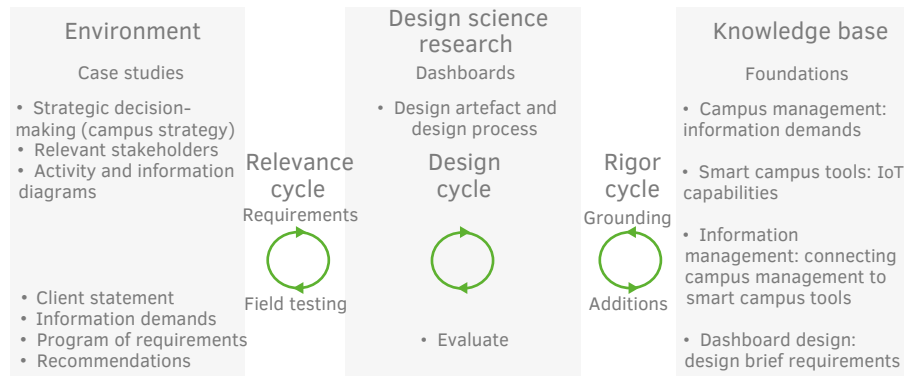 Environment
Case studies
• Strategic decision-
making (campus strategy)
• Relevant stakeholders
• Activity and information
diagrams
• Client statement
• Information demands
• Program of requirements
• Recommendations
Relevance
cycle
Requirements
Field testing
Design science
research
Dashboards
• Design artefact and
design process
Design
cycle
• Evaluate
Rigor
cycle
Grounding
Additions
Knowledge base
Foundations
• Campus management:
information demands
• Smart campus tools: IoT
capabilities
• Information
management: connecting
campus management to
smart campus tools
• Dashboard design:
design brief requirements